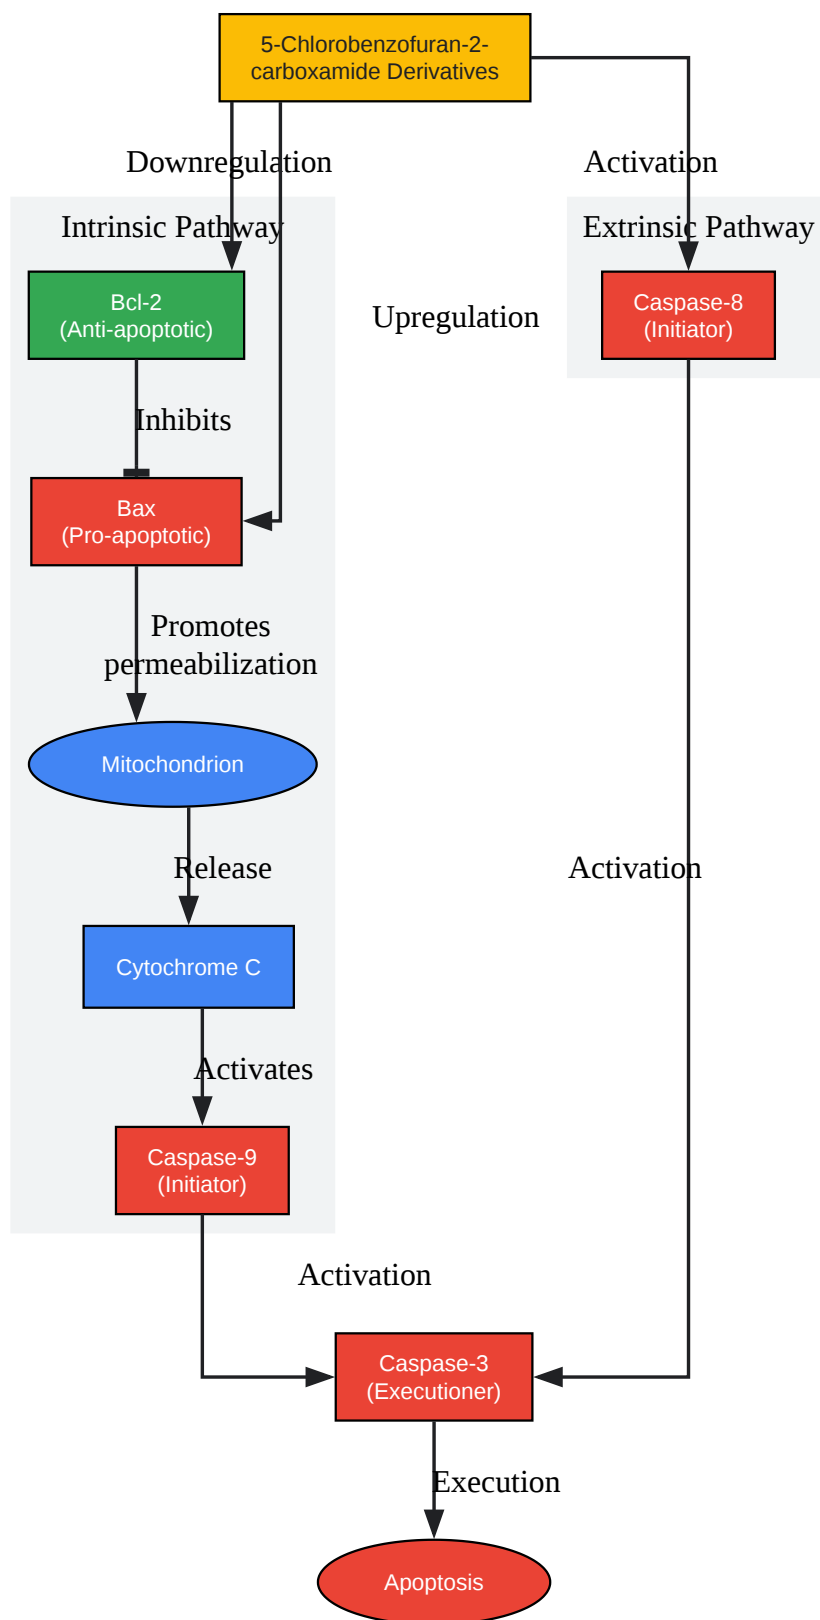 5-Chlorobenzofuran-2-
carboxamide Derivatives
Downregulation
Activation
Intrinsic Pathway
Extrinsic Pathway
Bcl-2
(Anti-apoptotic)
Upregulation
Caspase-8
(Initiator)
Inhibits
Bax
(Pro-apoptotic)
Promotes
permeabilization
Mitochondrion
Release
Activation
Cytochrome C
Activates
Caspase-9
(Initiator)
Activation
Caspase-3
(Executioner)
Execution
Apoptosis